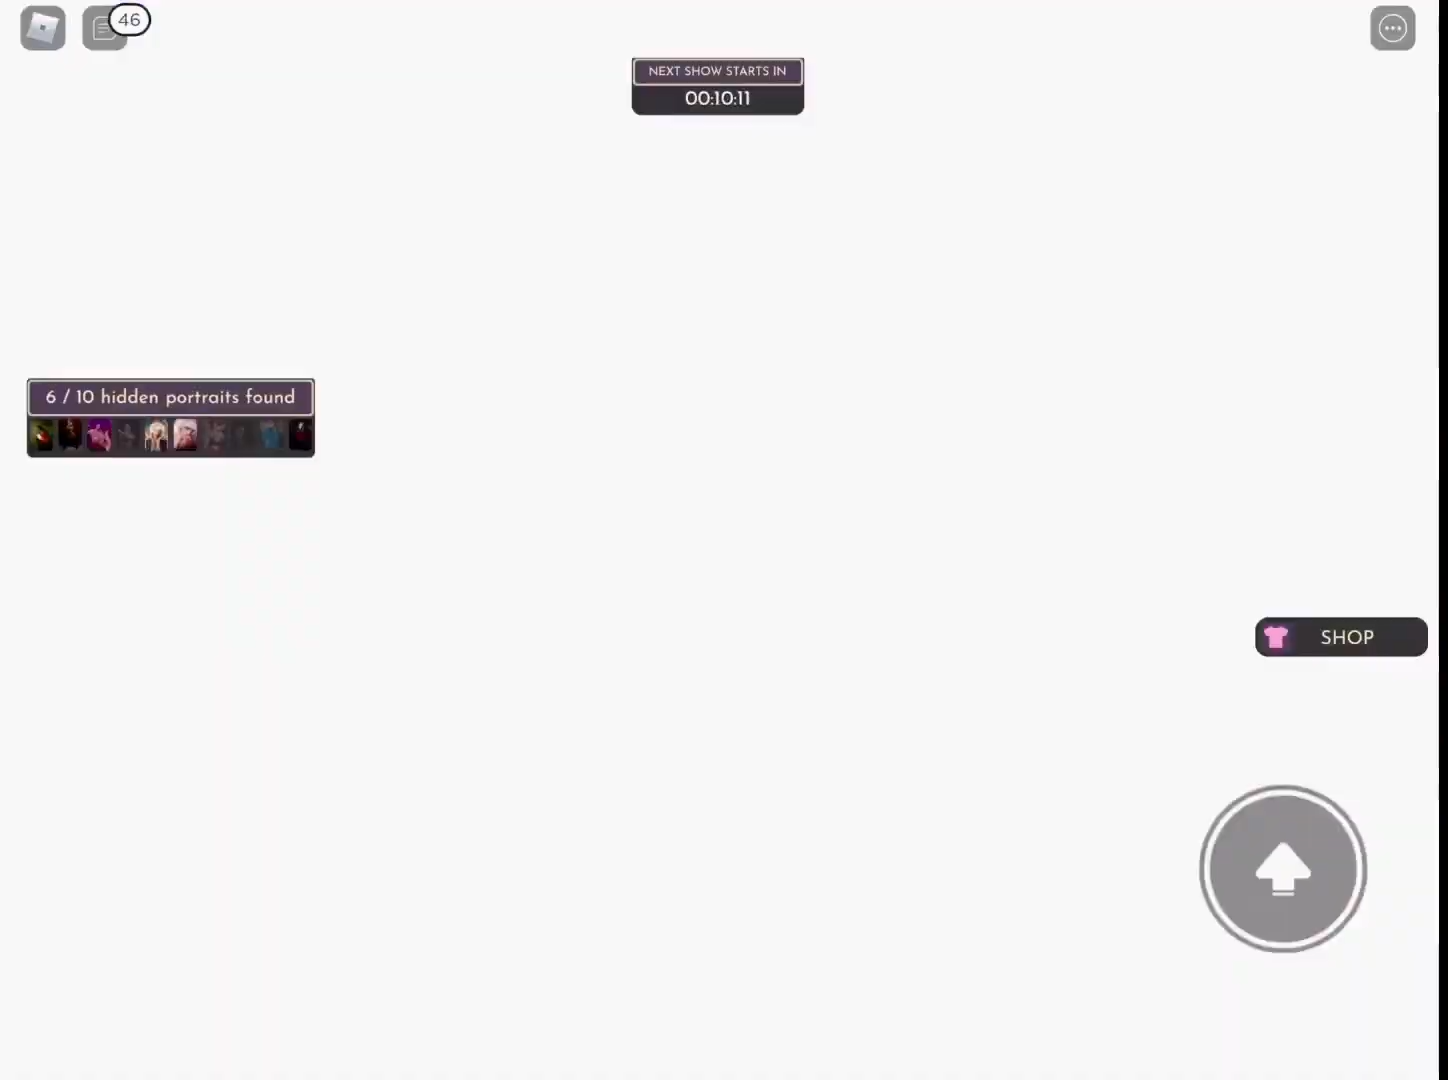 46
NEXT SHOW STARTS IN
00:10:11
6 / 10 hidden portraits found
SHOP